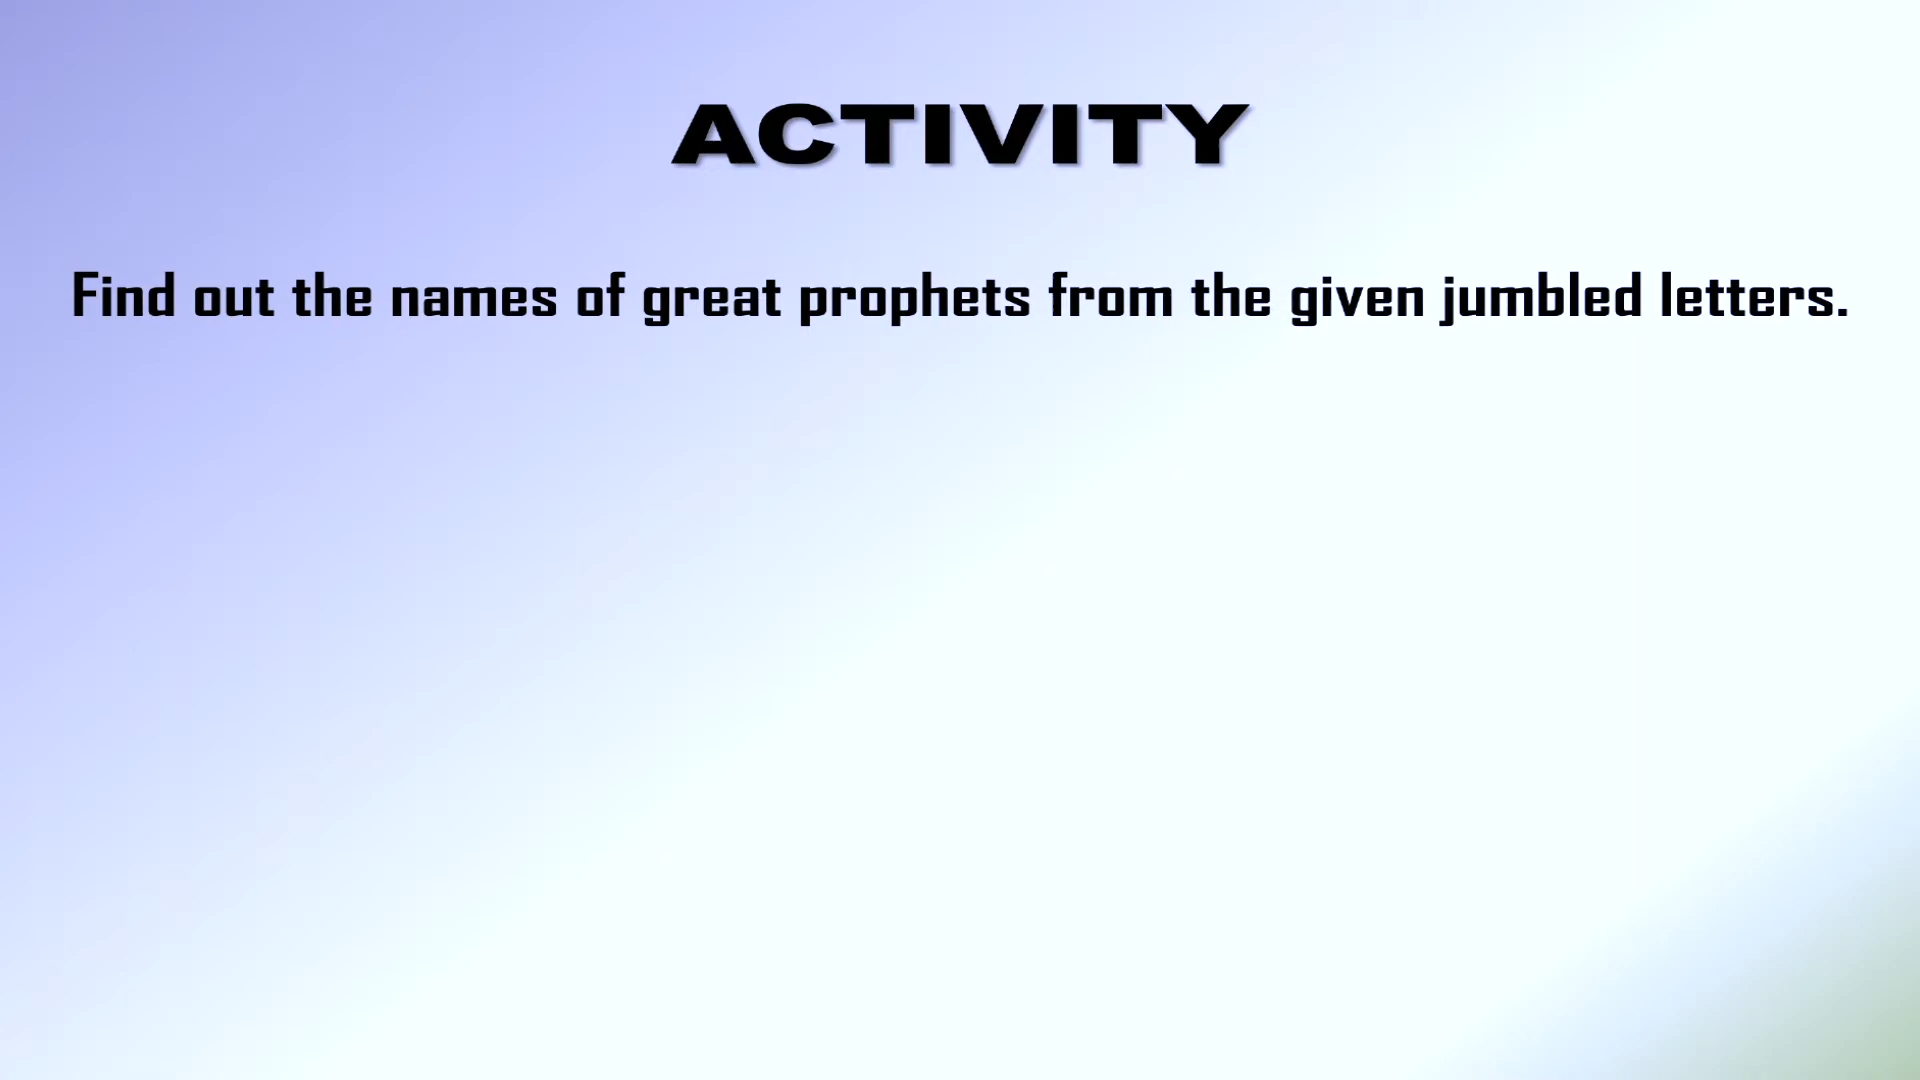 ACTIVITY
Find out the names of great prophets from the given jumbled letters.